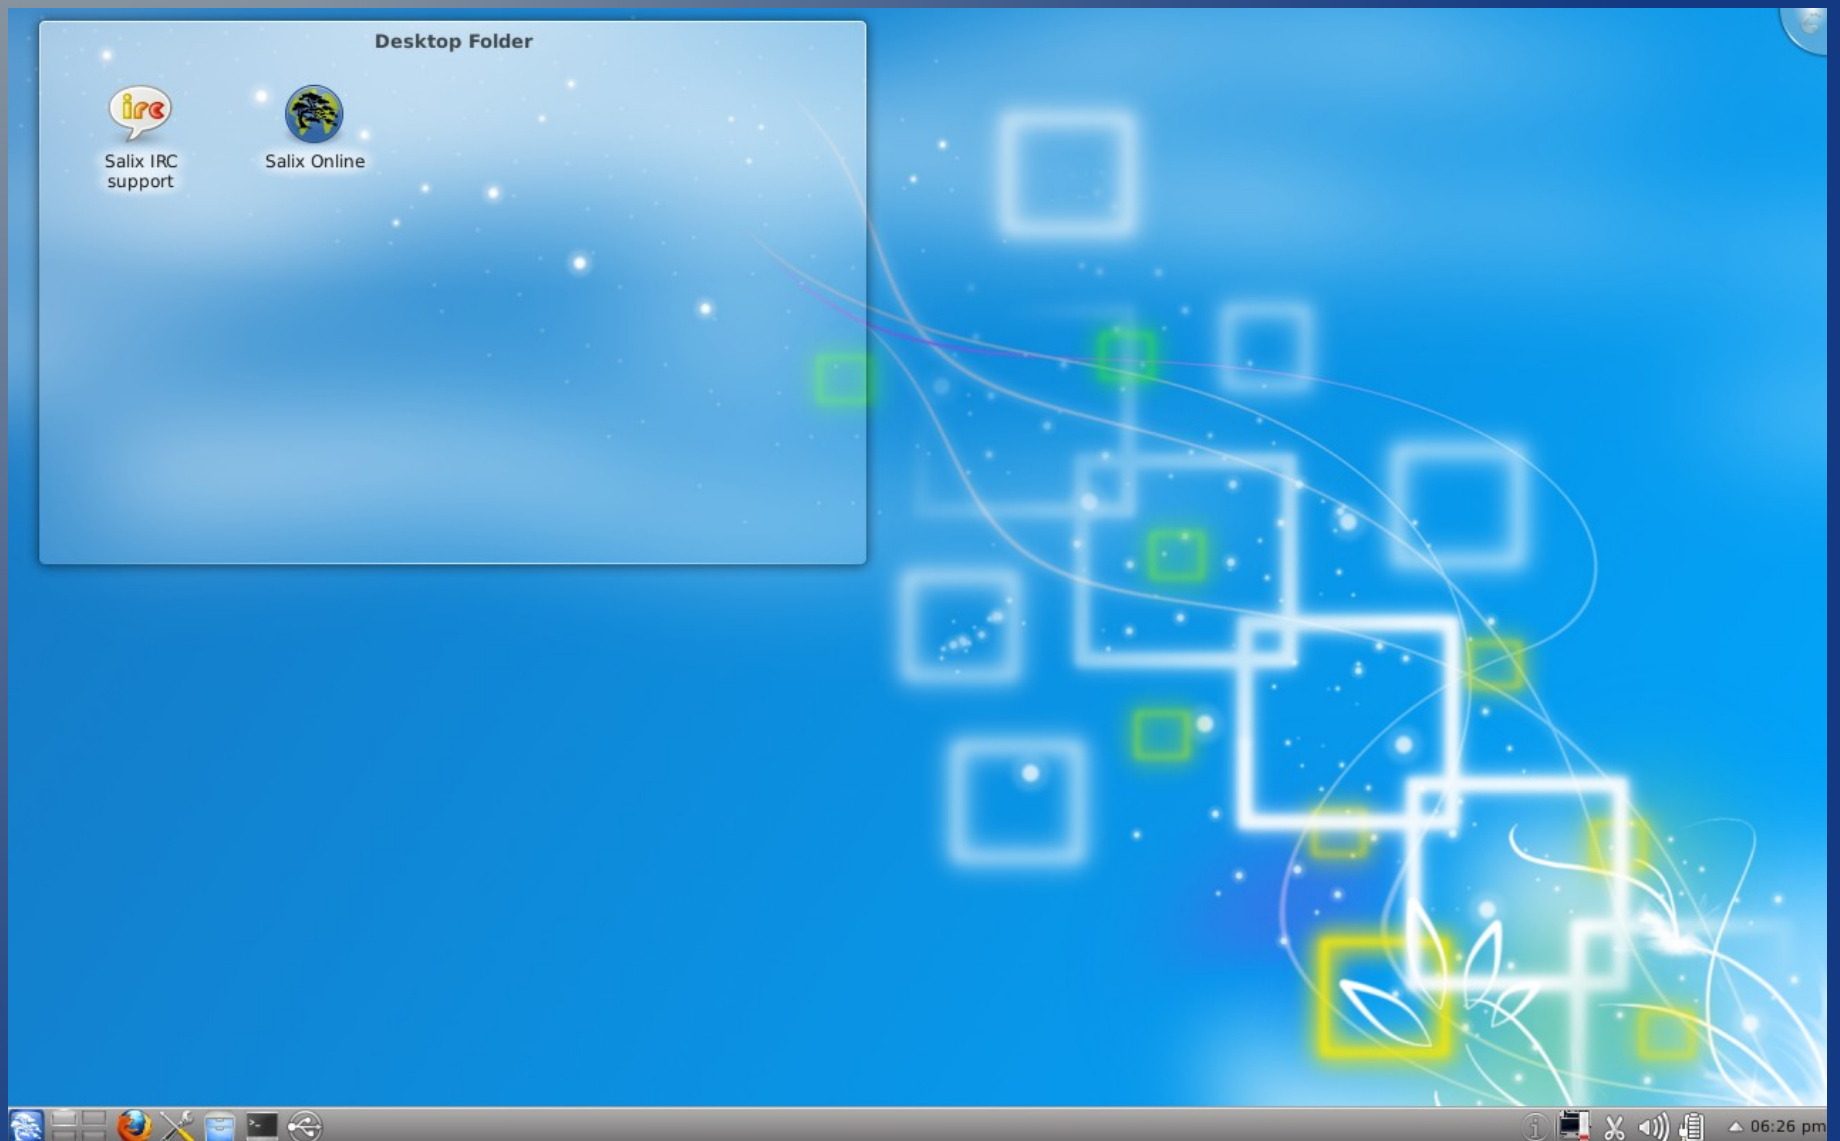 Desktop Folder
irc
Salix IRC
support
Salix Online
06:26 pm